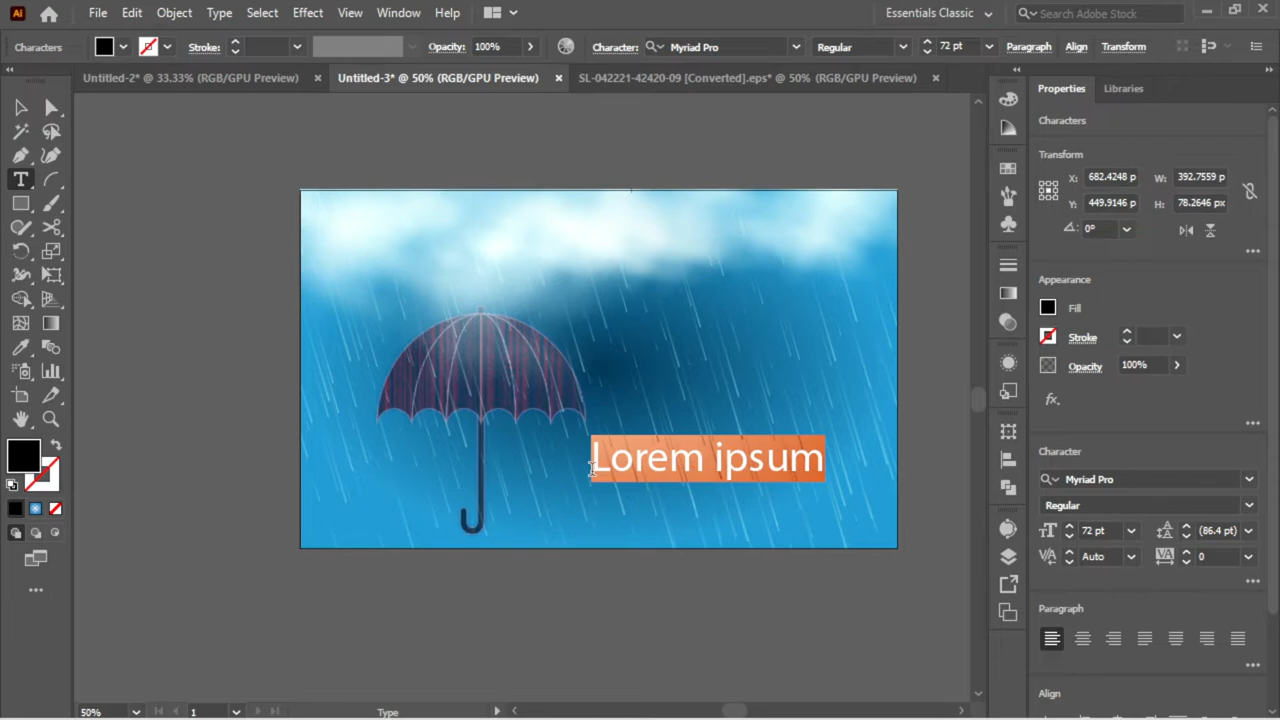 Ai File Edit Object Type Select Effect View Window Help Essentials Classic Search Adobe Stock
Characters Stroke: Opacity: 100% Character: Myriad Pro Regular 72 pt Paragraph Align Transform
Untitled-2* @ 33.33% (RGB/GPU Preview) Untitled-3* @ 50% (RGB/GPU Preview) SL-042221-42420-09 [Converted].eps* @ 50% (RGB/GPU Preview)
Properties Libraries
Characters
Transform
X: 682.4248 p W: 392.7559 p
Y: 449.9146 p H: 78.2646 px
0°
Appearance
Fill
Stroke
Opacity 100%
fx.
Lorem ipsum
Character
Myriad Pro
Regular
72 pt (86.4 pt)
Auto 0
Paragraph
Align
50% 1 Type